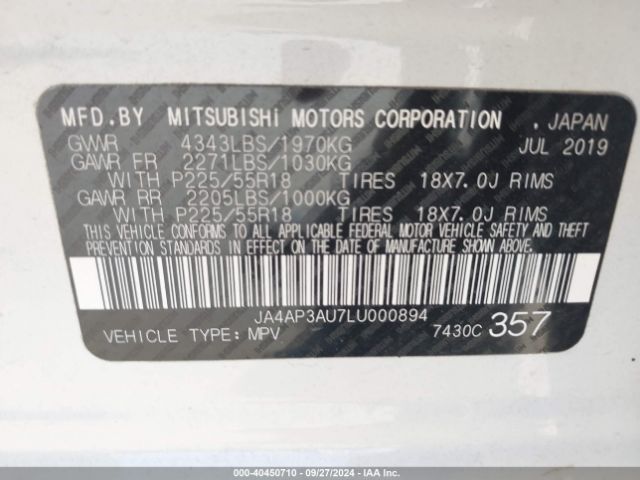 MFD.BY MITSUBISHI MOTORS CORPORATION . JAPAN
GVWR 4343LBS/1970KG JUL 2019
GAWR FR 2271LBS/1030KG
WITH P225/55R18 TIRES 18X7.0J RIMS
GAWR RR 2205LBS/1000KG
WITH P225/55R18 TIRES 18X7.0J RIMS
THIS VEHICLE CONFORMS TO ALL APPLICABLE FEDERAL MOTOR VEHICLE SAFETY AND THEFT
PREVENTION STANDARDS IN EFFECT ON THE DATE OF MANUFACTURE SHOWN ABOVE.
JA4AP3AU7LU000894
VEHICLE TYPE:MPV 7430C 357
000-40450710 - 09/27/2024 - IAA Inc.